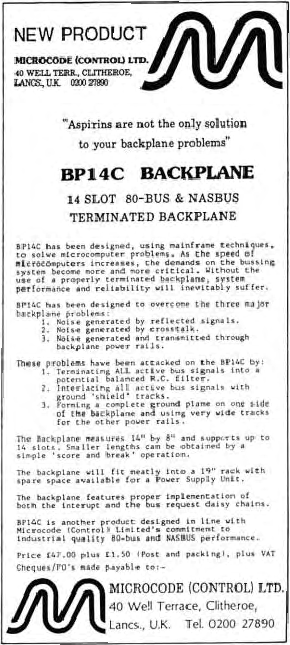 NEW PRODUCT
MICROCODE (CONTROL) LTD.
40 WELL TERR., CLITHEROE,
LANCS., U.K. 0200 27890
"Aspirins are not the only solution
to your backplane problems"
BP14C BACKPLANE
14 SLOT 80-BUS & NASBUS
TERMINATED BACKPLANE
BP14C has been designed, using mainframe techniques,
to solve microcomputer problems. As the speed of
microcomputers increases, the demands on the bussing
system become more and more critical. Without the
use of a properly terminated backplane, system
performance and reliability will inevitably suffer.
BP14C has been designed to overcome the three major
backplane problems:
1. Noise generated by reflected signals.
2. Noise generated by crosstalk.
3. Noise generated and transmitted through
backplane power rails.
These problems have been attacked on the BP14C by:
1. Terminating ALL active bus signals into a
potential balanced R.C. filter.
2. Interlacing all active bus signals with
ground 'shield' tracks.
3. Forming a complete ground plane on one side
of the backplane and using very wide tracks
for the other power rails.
The Backplane measures 14" by 8" and supports up to
14 slots. Smaller lengths can be obtained by a
simple 'score and break' operation.
The backplane will fit neatly into a 19" rack with
spare space available for a Power Supply Unit.
The backplane features proper implementation of
both the interupt and the bus request daisy chains.
BP14C is another product designed in line with
Microcode (Control) Limited's commitment to
industrial quality 80-bus and NASBUS performance.
Price £47.00 plus £1.50 (Post and packing), plus VAT
Cheques/PO's made payable to:-
MICROCODE (CONTROL) LTD.
40 Well Terrace, Clitheroe,
Lancs., U.K. Tel. 0200 27890